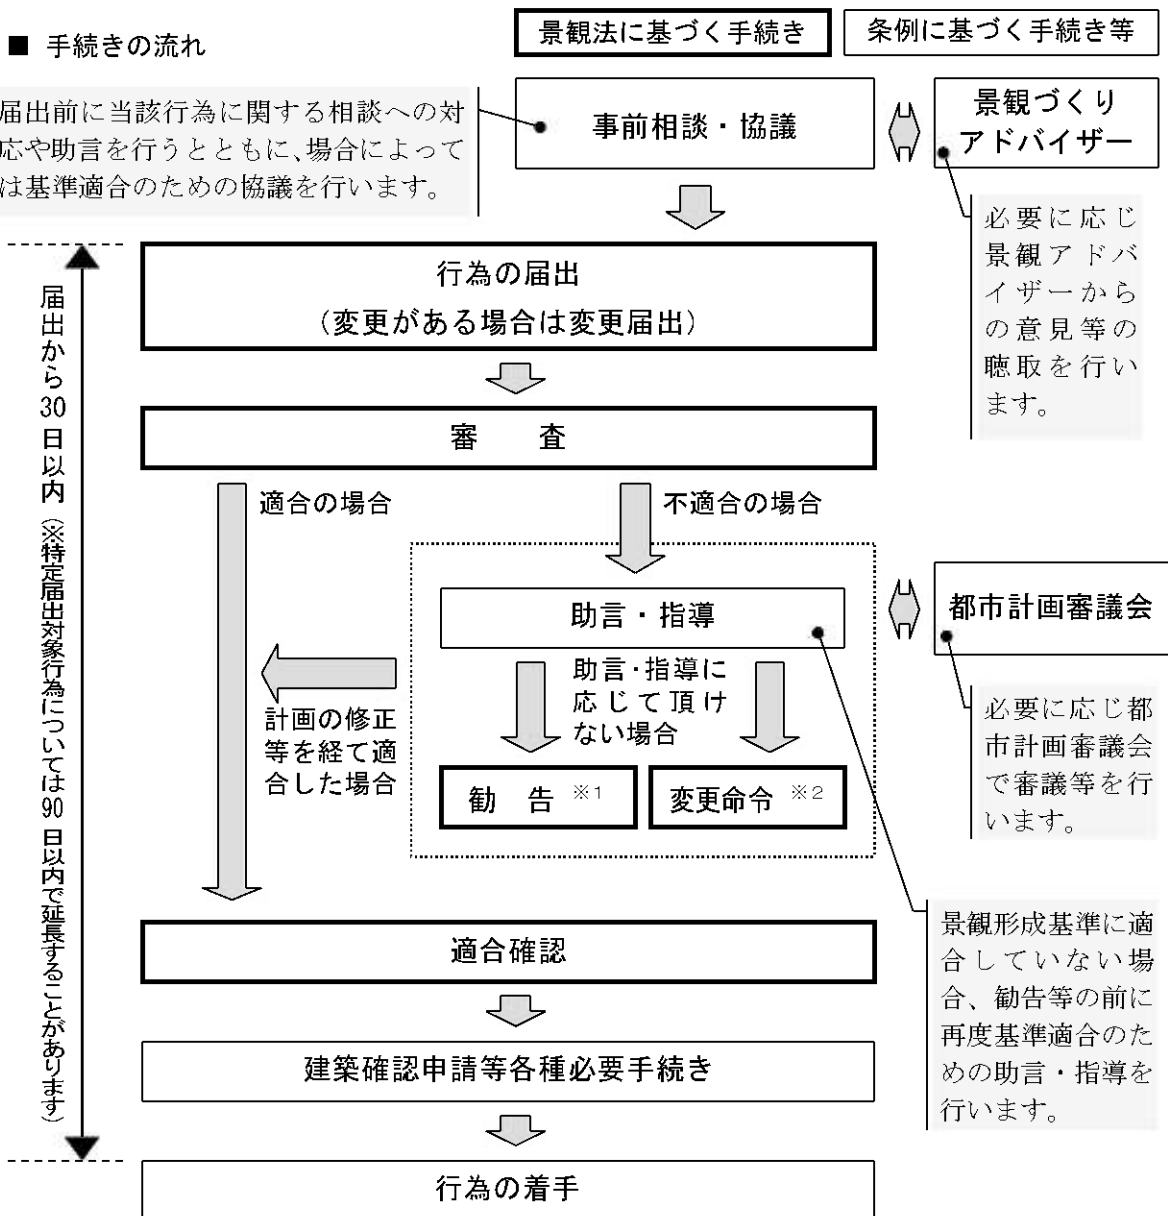 ■ 手続きの流れ
景観法に基づく手続き
条例に基づく手続き等
届出前に当該行為に関する相談への対
応や助言を行うとともに、場合によって
は基準適合のための協議を行います。
事前相談・協議
景観づくり
アドバイザー
必要に応じ
景観アドバ
イザーから
の意見等の
聴取を行い
ます。
届出から30日以内（※特定届出対象行為については90日以内で延長することがあります）
行為の届出
（変更がある場合は変更届出）
審　査
適合の場合
不適合の場合
助言・指導
都市計画審議会
必要に応じ都
市計画審議会
で審議等を行
います。
助言・指導に
応じて頂け
ない場合
計画の修正
等を経て適
合した場合
勧　告 ※1
変更命令 ※2
景観形成基準に適
合していない場
合、勧告等の前に
再度基準適合のた
めの助言・指導を
行います。
適合確認
建築確認申請等各種必要手続き
行為の着手